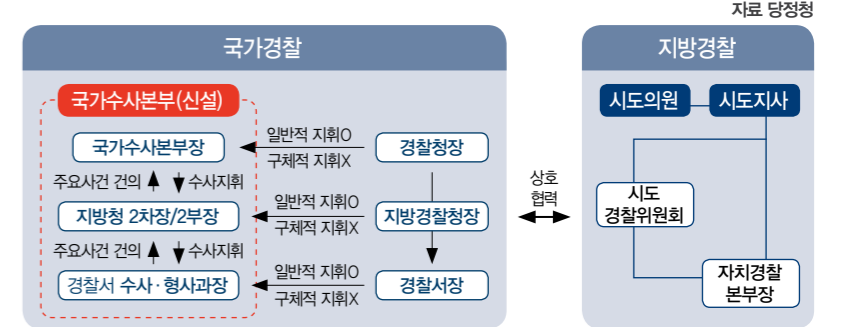 자료 당정청
국가경찰
국가수사본부(신설)
국가수사본부장
일반적 지휘O
구체적 지휘X
경찰청장
주요사건 건의
수사지휘
지방청 2차장/2부장
일반적 지휘O
구체적 지휘X
지방경찰청장
주요사건 건의
수사지휘
경찰서 수사·형사과장
일반적 지휘O
구체적 지휘X
경찰서장
상호
협력
지방경찰
시도의원
시도지사
시도
경찰위원회
자치경찰
본부장